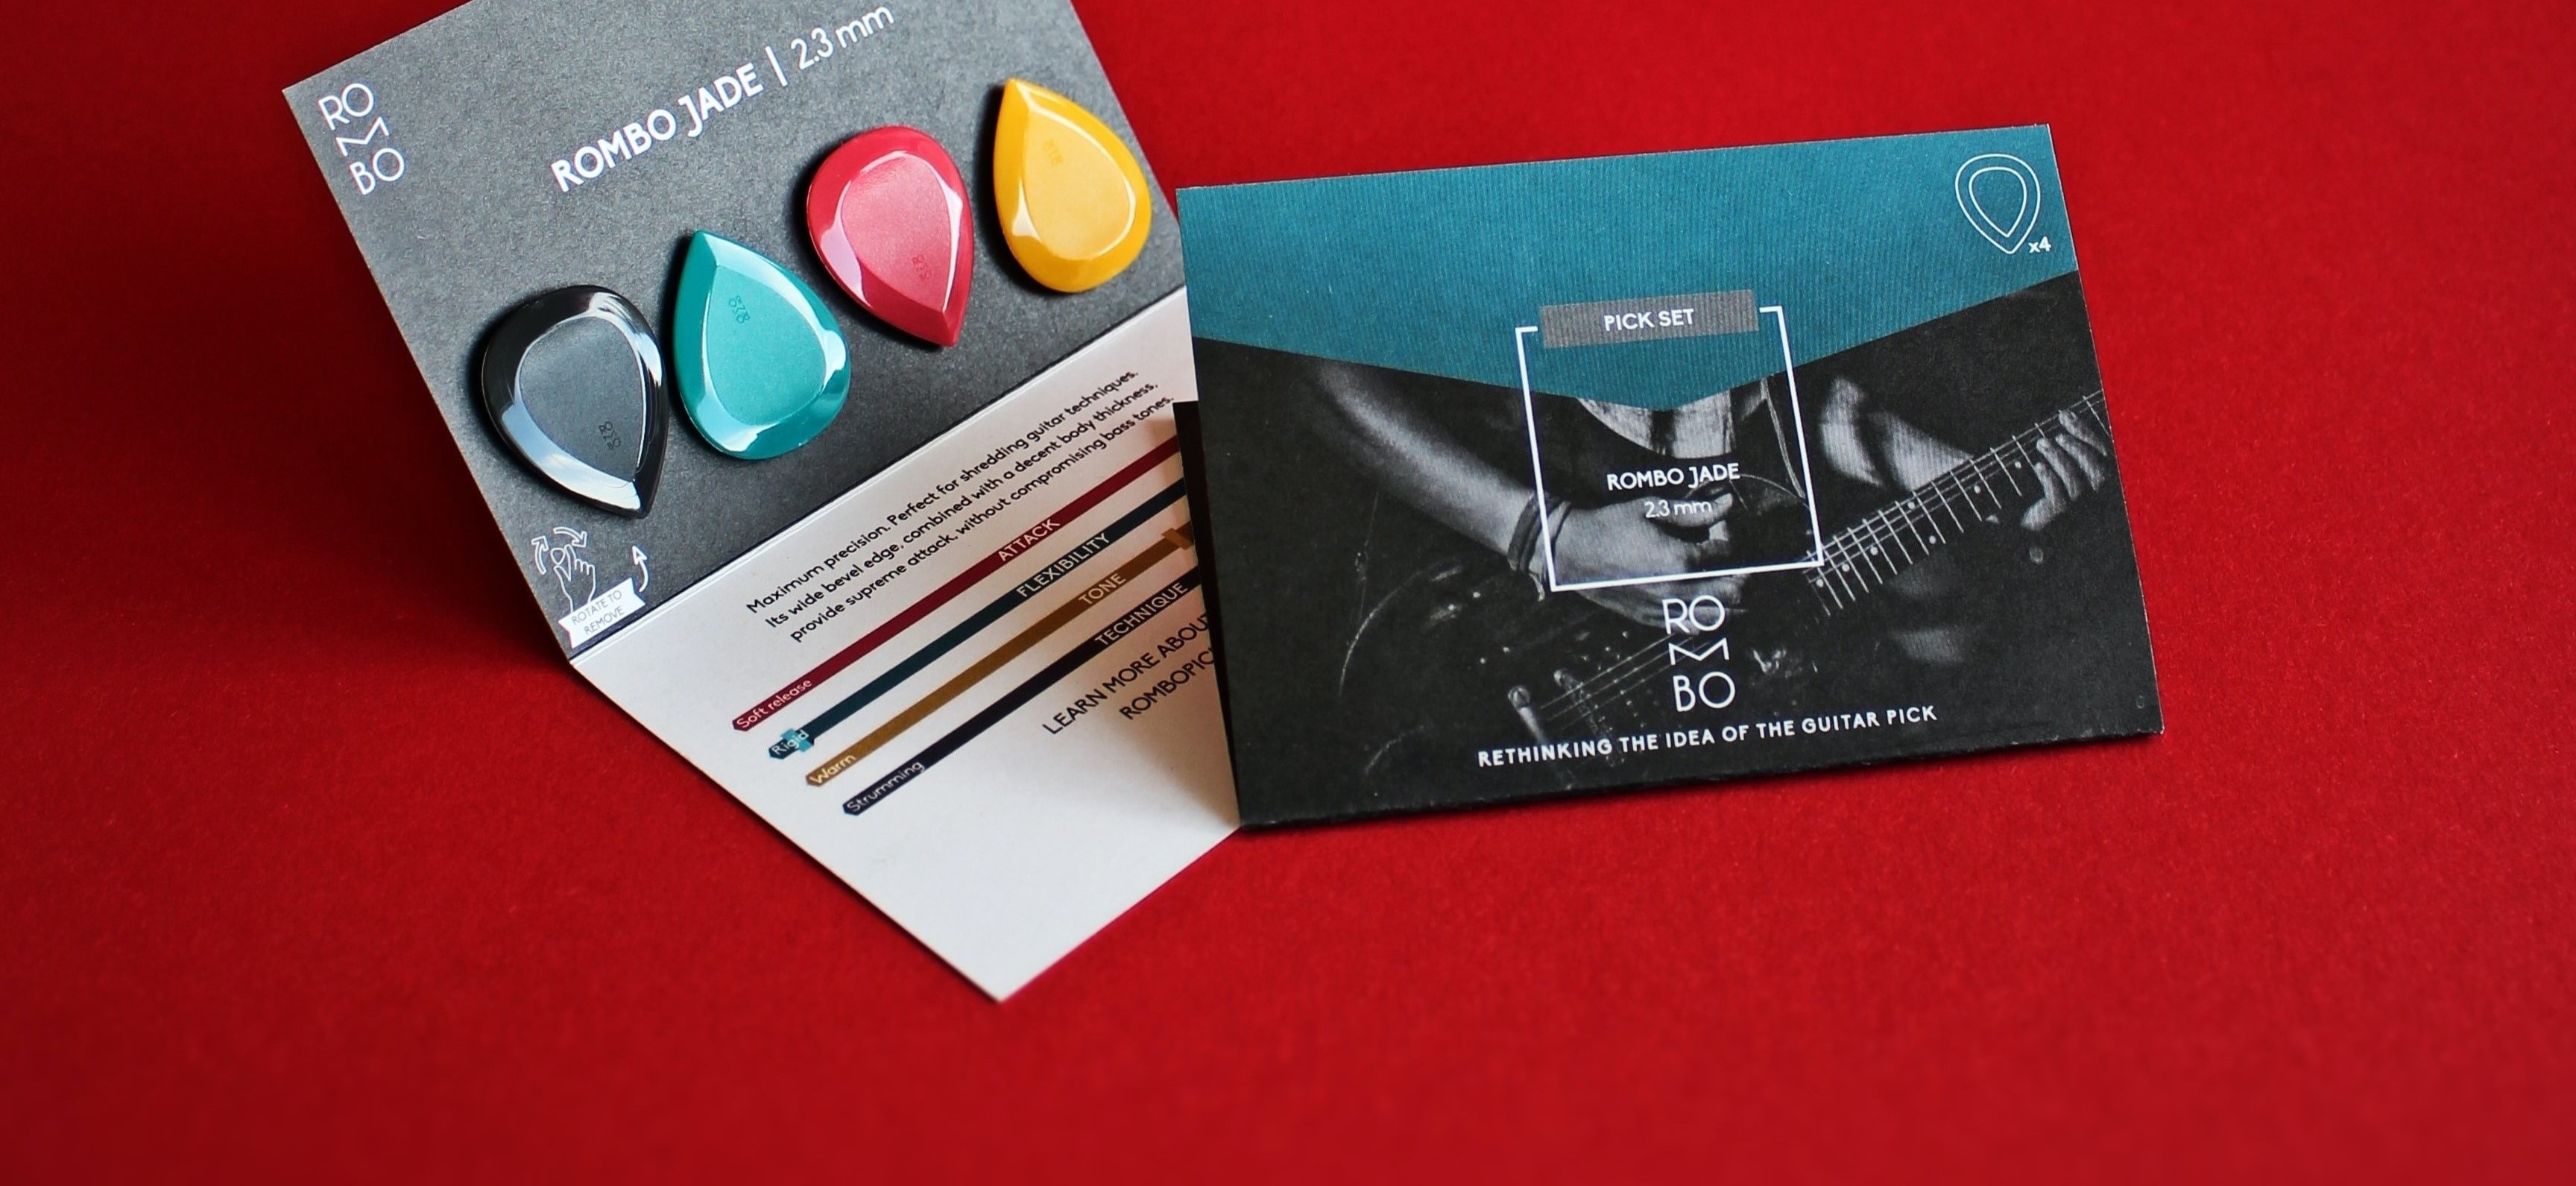 RO
M
BO
ROMBO JADE | 2.3 mm
ROTATE TO
REMOVE
Maximum precision. Perfect for shredding guitar techniques.
Its wide bevel edge, combined with a decent body thickness,
provide supreme attack, without compromising bass tones.
ATTACK
Soft release
FLEXIBILITY
Rigid
TONE
Warm
TECHNIQUE
Strumming
LEARN MORE ABOUT
x4
PICK SET
ROMBO JADE
2.3 mm
RO
M
BO
RETHINKING THE IDEA OF THE GUITAR PICK